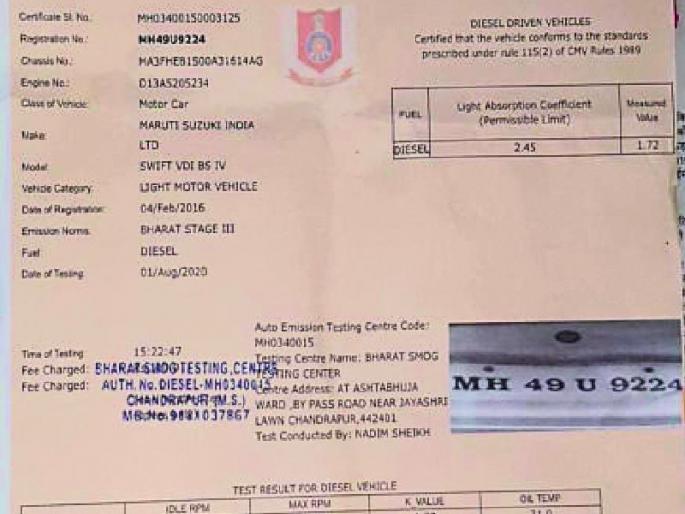 Certificate Sl. No.: MH03400150003125
Registration No.: MH49U9224
Chassis No.: MA3FHEB1S00A31614AG
Engine No.: D13A5205234
Class of Vehicle: Motor Car
Make: MARUTI SUZUKI INDIA
LTD
Model: SWIFT VDI BS IV
Vehicle Category: LIGHT MOTOR VEHICLE
Date of Registration: 04/Feb/2016
Emission Norms: BHARAT STAGE III
Fuel: DIESEL
Date of Testing: 01/Aug/2020
DIESEL DRIVEN VEHICLES
Certified that the vehicle conforms to the standards
prescribed under rule 115(2) of CMV Rules 1989
FUEL Light Absorption Coefficient (Permissible Limit) Measured Value
DIESEL 2.45 1.72
Time of Testing 15:22:47
Fee Charged:
Fee Charged:
BHARAT SMOG TESTING CENTRE
AUTH. No. DIESEL-MH0340015
CHANDRAPUR (M.S.)
037867
Auto Emission Testing Centre Code:
MH0340015
Testing Centre Name: BHARAT SMOG
TESTING CENTER
Centre Address: AT ASHTABHUJA
WARD ,BY PASS ROAD NEAR JAYASHRI
LAWN CHANDRAPUR,442401
Test Conducted By: NADIM SHEIKH
MH 49 U 9224
TEST RESULT FOR DIESEL VEHICLE
IDLE RPM MAX RPM K VALUE OIL TEMP